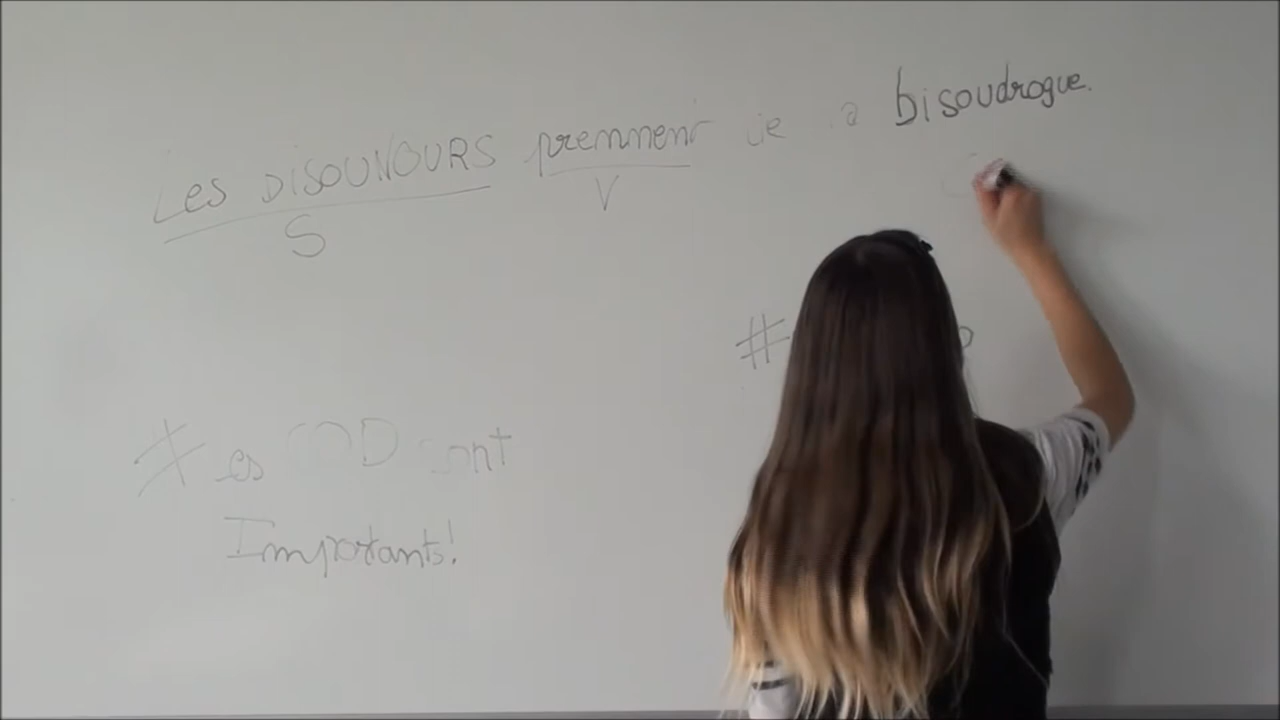 Les BISOUNOURS prennent de la bisoudrogue.
S V
#
#Les COD sont
Importants!